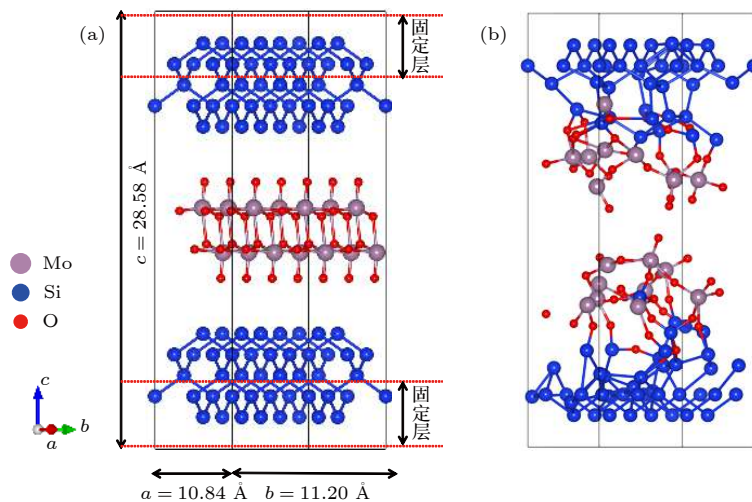 (a)
固定层
(b)
c = 28.58 Å
Mo
Si
O
c
b
a
固定层
a = 10.84 Å
b = 11.20 Å